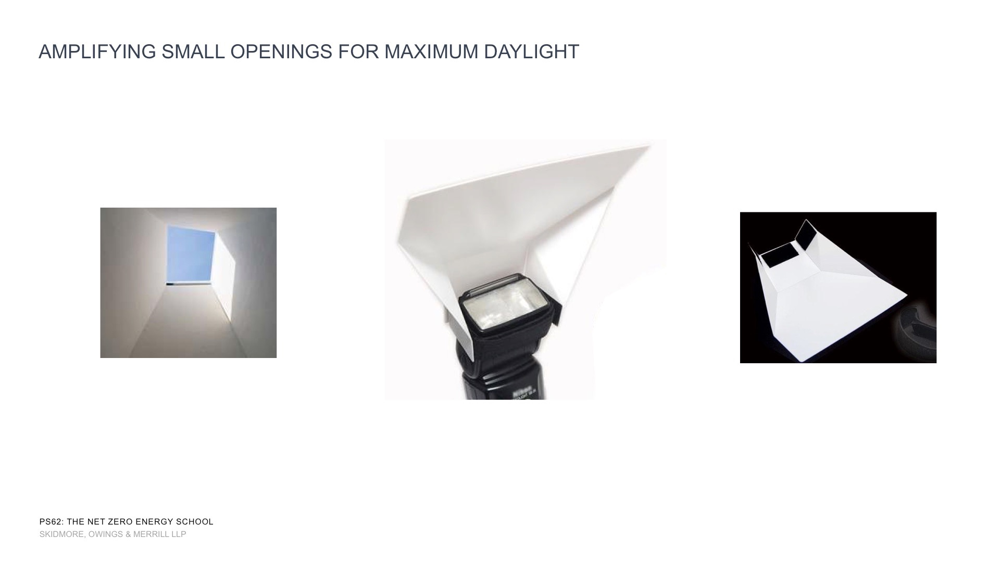 AMPLIFYING SMALL OPENINGS FOR MAXIMUM DAYLIGHT
PS62: THE NET ZERO ENERGY SCHOOL
SKIDMORE, OWINGS & MERRILL LLP